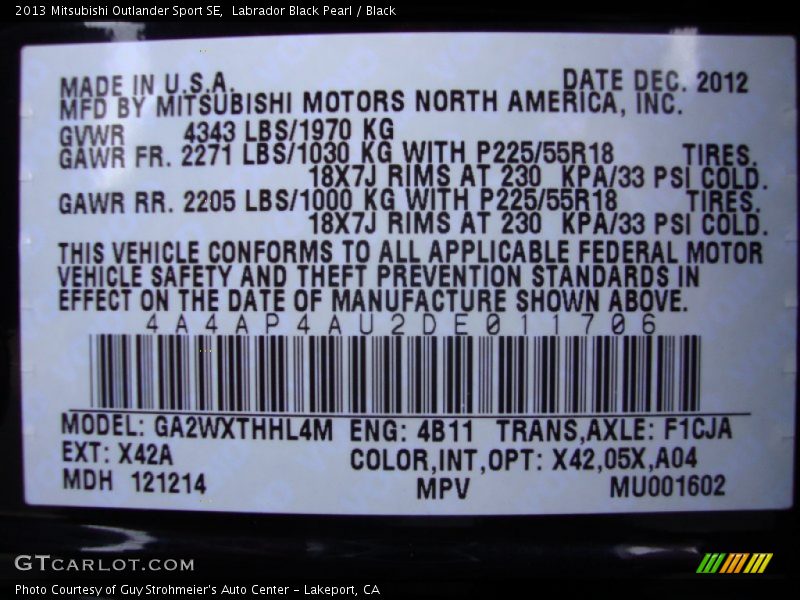 2013 Mitsubishi Outlander Sport SE,  Labrador Black Pearl / Black
MADE IN U.S.A. DATE DEC. 2012
MFD BY MITSUBISHI MOTORS NORTH AMERICA, INC.
GVWR 4343 LBS/1970 KG
GAWR FR. 2271 LBS/1030 KG WITH P225/55R18 TIRES.
18X7J RIMS AT 230 KPA/33 PSI COLD.
GAWR RR. 2205 LBS/1000 KG WITH P225/55R18 TIRES.
18X7J RIMS AT 230 KPA/33 PSI COLD.
THIS VEHICLE CONFORMS TO ALL APPLICABLE FEDERAL MOTOR
VEHICLE SAFETY AND THEFT PREVENTION STANDARDS IN
EFFECT ON THE DATE OF MANUFACTURE SHOWN ABOVE.
4A4AP4AU2DE011706
MODEL: GA2WXTHHL4M ENG: 4B11 TRANS,AXLE: F1CJA
EXT: X42A COLOR,INT,OPT: X42,05X,A04
MDH 121214 MPV MU001602
GTCARLOT.COM
Photo Courtesy of Guy Strohmeier's Auto Center - Lakeport, CA